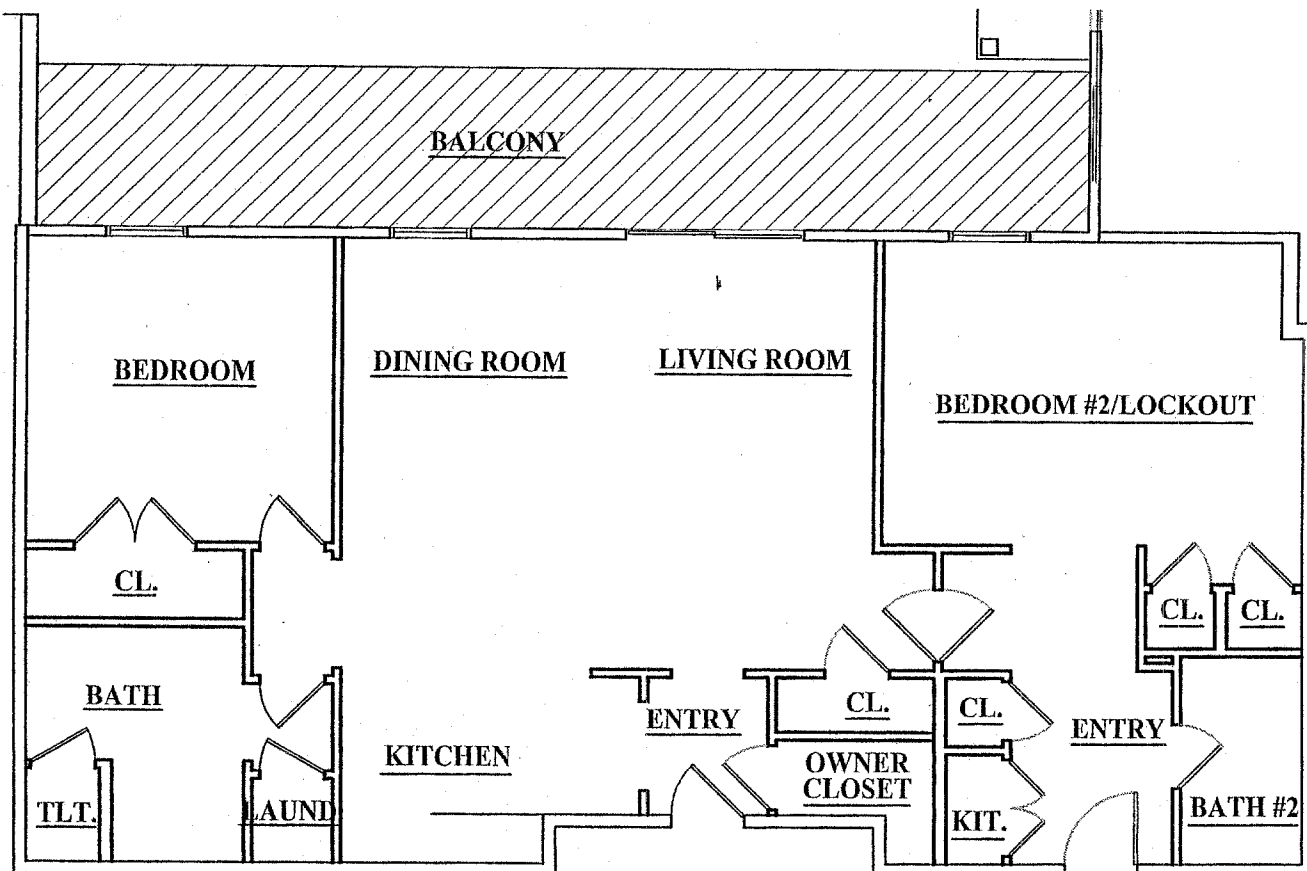 BALCONY
BEDROOM
DINING ROOM
LIVING ROOM
BEDROOM #2/LOCKOUT
CL.
CL.
CL.
BATH
ENTRY
CL.
CL.
ENTRY
KITCHEN
OWNER
CLOSET
TLT.
LAUND
KIT.
BATH #2